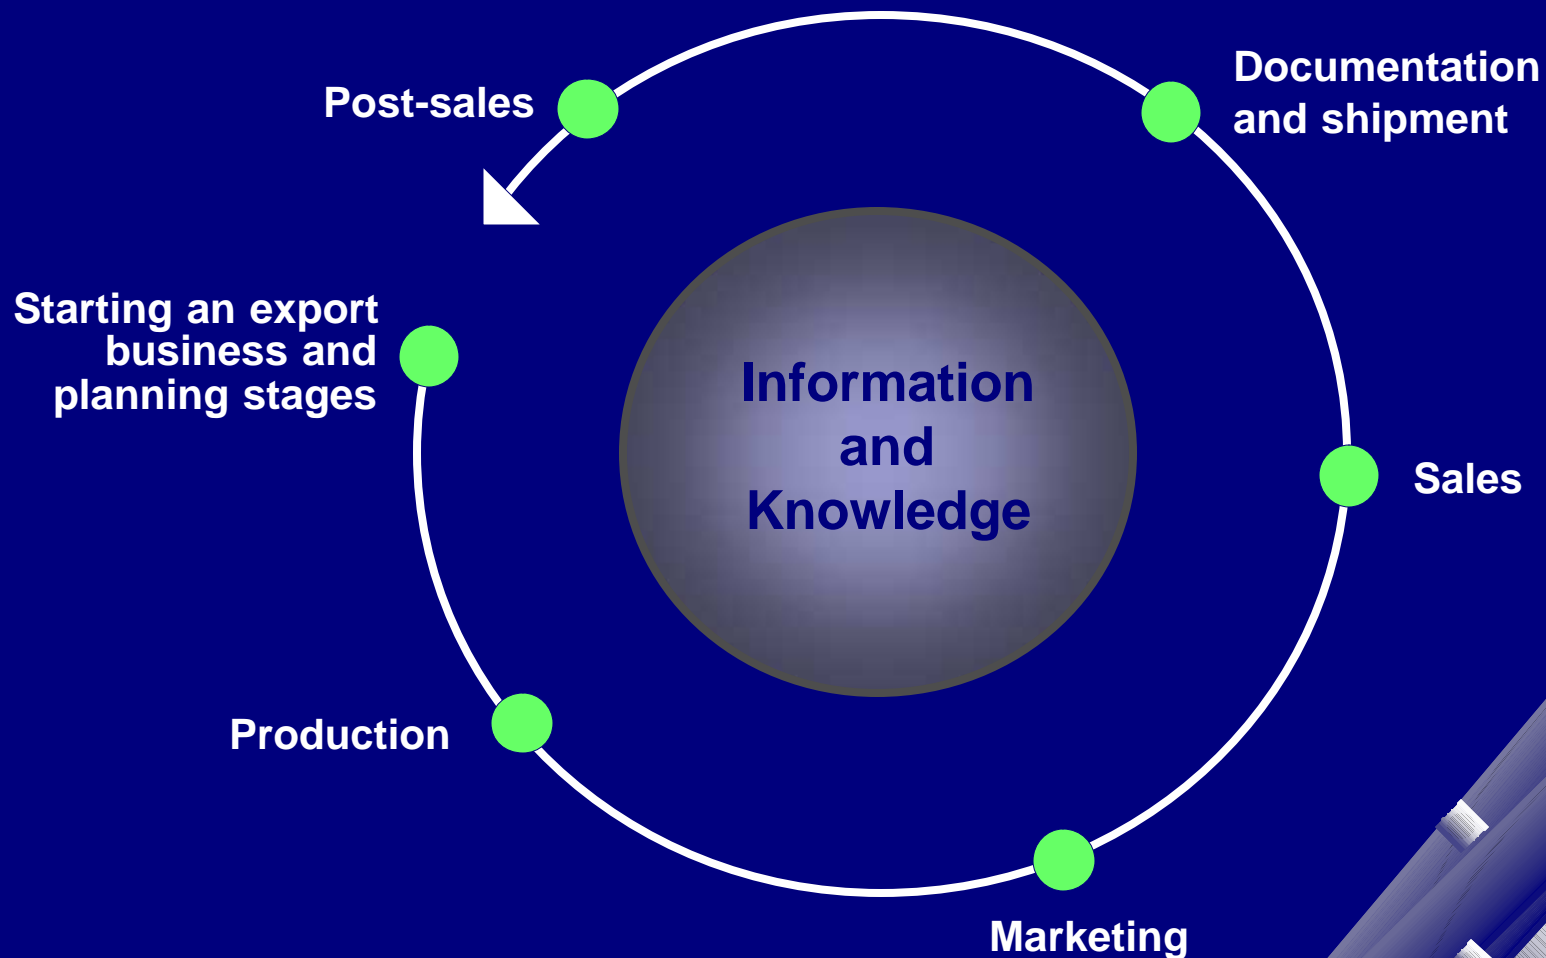 Post-sales
Documentation
and shipment
Starting an export
business and
planning stages
Information
and
Knowledge
Sales
Production
Marketing